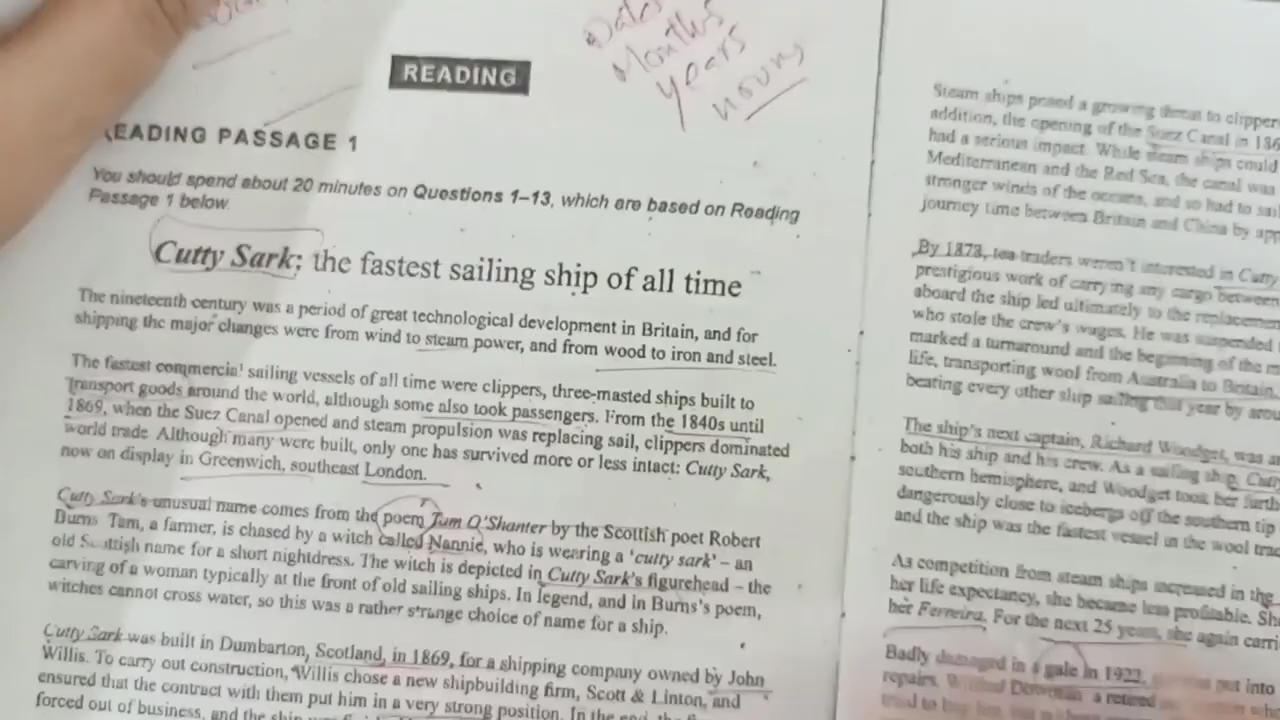 Dates
Months
years
nouns
READING
EADING PASSAGE 1
You should spend about 20 minutes on Questions 1–13, which are based on Reading
Passage 1 below.
Cutty Sark: the fastest sailing ship of all time
The nineteenth century was a period of great technological development in Britain, and for
shipping the major changes were from wind to steam power, and from wood to iron and steel.
The fastest commercial sailing vessels of all time were clippers, three-masted ships built to
transport goods around the world, although some also took passengers. From the 1840s until
1869, when the Suez Canal opened and steam propulsion was replacing sail, clippers dominated
world trade. Although many were built, only one has survived more or less intact: Cutty Sark,
now on display in Greenwich, southeast London.
Cutty Sark's unusual name comes from the poem Tam O'Shanter by the Scottish poet Robert
Burns. Tam, a farmer, is chased by a witch called Nannie, who is wearing a 'cutty sark' – an
old Scottish name for a short nightdress. The witch is depicted in Cutty Sark's figurehead – the
carving of a woman typically at the front of old sailing ships. In legend, and in Burns's poem,
witches cannot cross water, so this was a rather strange choice of name for a ship.
Cutty Sark was built in Dumbarton, Scotland, in 1869, for a shipping company owned by John
Willis. To carry out construction, Willis chose a new shipbuilding firm, Scott & Linton, and
ensured that the contract with them put him in a very strong position. In the end, the
forced out of business, and the ship
Steam ships posed a growing threat to clipper
addition, the opening of the Suez Canal in 186
had a serious impact. While steam ships could
Mediterranean and the Red Sea, the canal was
stronger winds of the oceans, and so had to sail
journey time between Britain and China by app
By 1878, tea traders weren't interested in Cutty
prestigious work of carrying any cargo between
aboard the ship led ultimately to the replacement
who stole the crew's wages. He was suspended
marked a turnaround and the beginning of the m
life, transporting wool from Australia to Britain.
beating every other ship sailing that year by arou
The ship's next captain, Richard Woodget, was a
both his ship and his crew. As a sailing ship, Cutty
southern hemisphere, and Woodget took her furth
dangerously close to icebergs off the southern tip
and the ship was the fastest vessel in the wool trad
As competition from steam ships increased in the
her life expectancy, she became less profitable. She
her Ferreira. For the next 25 years, she again carri
Badly damaged in a gale in 1922, put into
repairs. Dowman, a retired
tried to buy